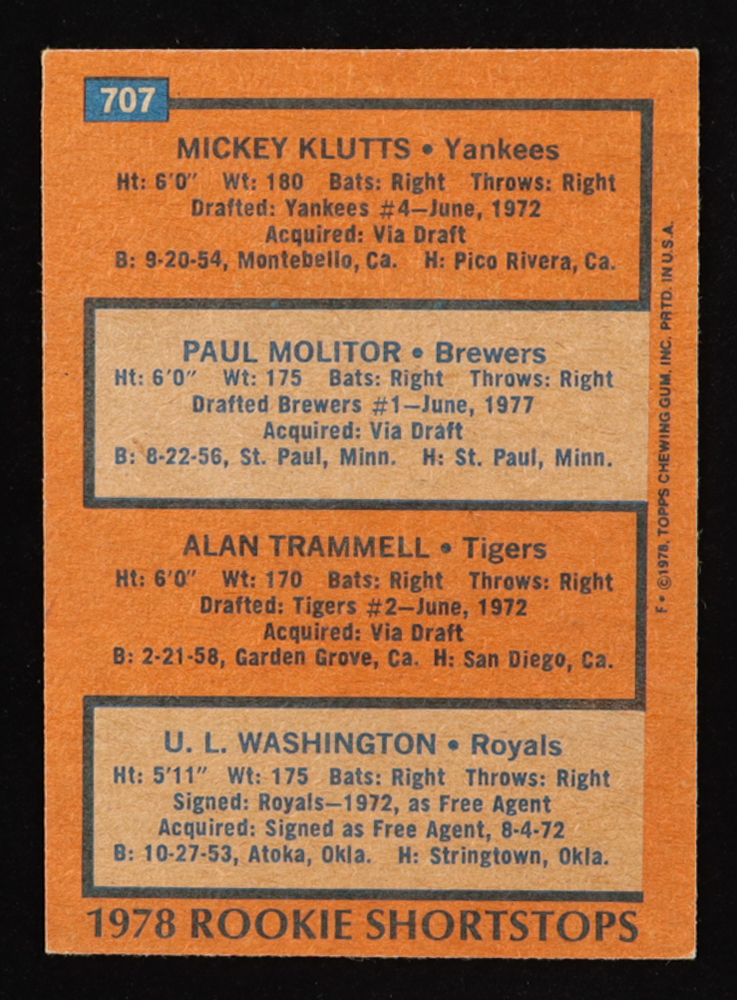 707
MICKEY KLUTTS • Yankees
Ht: 6'0" Wt: 180 Bats: Right Throws: Right
Drafted: Yankees #4—June, 1972
Acquired: Via Draft
B: 9-20-54, Montebello, Ca. H: Pico Rivera, Ca.
PAUL MOLITOR • Brewers
Ht: 6'0" Wt: 175 Bats: Right Throws: Right
Drafted Brewers #1—June, 1977
Acquired: Via Draft
B: 8-22-56, St. Paul, Minn. H: St. Paul, Minn.
ALAN TRAMMELL • Tigers
Ht: 6'0" Wt: 170 Bats: Right Throws: Right
Drafted: Tigers #2—June, 1972
Acquired: Via Draft
B: 2-21-58, Garden Grove, Ca. H: San Diego, Ca.
U. L. WASHINGTON • Royals
Ht: 5'11" Wt: 175 Bats: Right Throws: Right
Signed: Royals—1972, as Free Agent
Acquired: Signed as Free Agent, 8-4-72
B: 10-27-53, Atoka, Okla. H: Stringtown, Okla.
1978 ROOKIE SHORTSTOPS
F* ©1978, TOPPS CHEWING GUM, INC. PRTD. IN U.S.A.